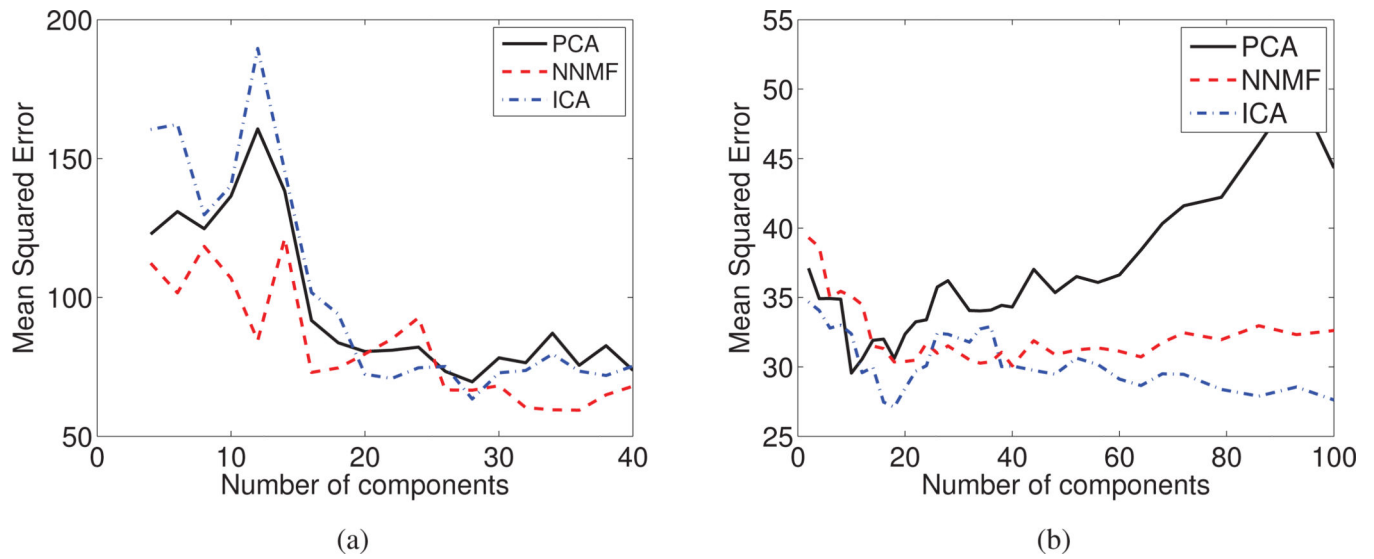 200
150
100
50
0
10
20
30
40
Mean Squared Error
Number of components
PCA
NNMF
ICA
(a)
55
50
45
40
35
30
25
0
20
40
60
80
100
Mean Squared Error
Number of components
PCA
NNMF
ICA
(b)